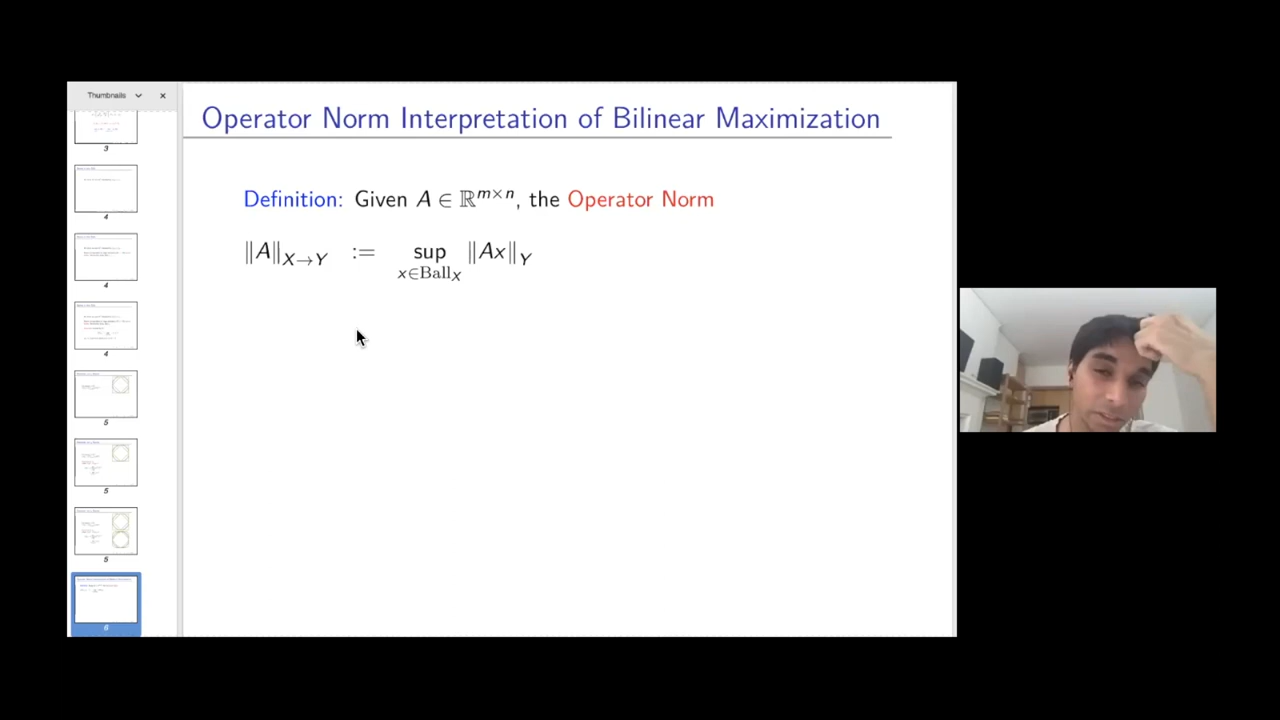 Thumbnails
3
4
4
4
5
5
5
6
Operator Norm Interpretation of Bilinear Maximization
Definition: Given A ∈ ℝ^{m×n}, the Operator Norm
‖A‖_{X→Y} := sup_{x∈Ball_X} ‖Ax‖_Y